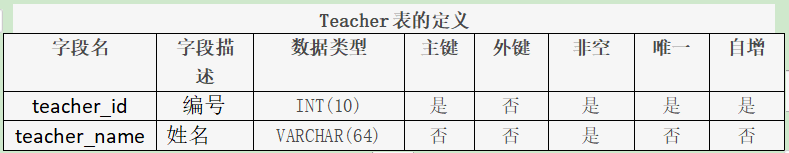 Teacher 表的定义
字段名 字段描述 数据类型 主键 外键 非空 唯一 自增
teacher_id 编号 INT(10) 是 否 是 是 是
teacher_name 姓名 VARCHAR(64) 否 否 是 否 否